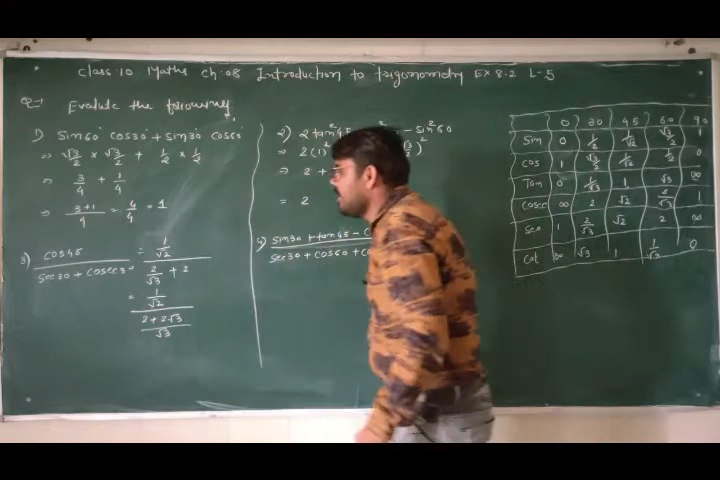 Class:10 Maths Ch:08 Introduction to trigonometry EX 8.2 L-5
Q-1 Evaluate the following
1) Sin60° cos30° + sin30° cos60°
⇒ √3/2 × √3/2 + 1/2 × 1/2
⇒ 3/4 + 1/4
⇒ 3+1/4 = 4/4 = 1
3) cos45/sec30 + cosec30 = 1/√2 / 2/√3 + 2
= 1/√2 / 2+2√3/√3
2) 2tan²45 - sin²60
⇒ 2(1)² √3/2)²
⇒ 2 +
= 2
4) sin30 + tan45 - c
sec30 + cos60 + co
0 30 45 60 90
Sin 0 1/2 1/√2 √3/2 1
Cos 1 √3/2 1/√2 1/2 0
Tan 0 1/√3 1 √3 ∞
Cosec ∞ 2 √2 2/√3 1
Sec 1 2/√3 √2 2 ∞
Cot ∞ √3 1 1/√3 0